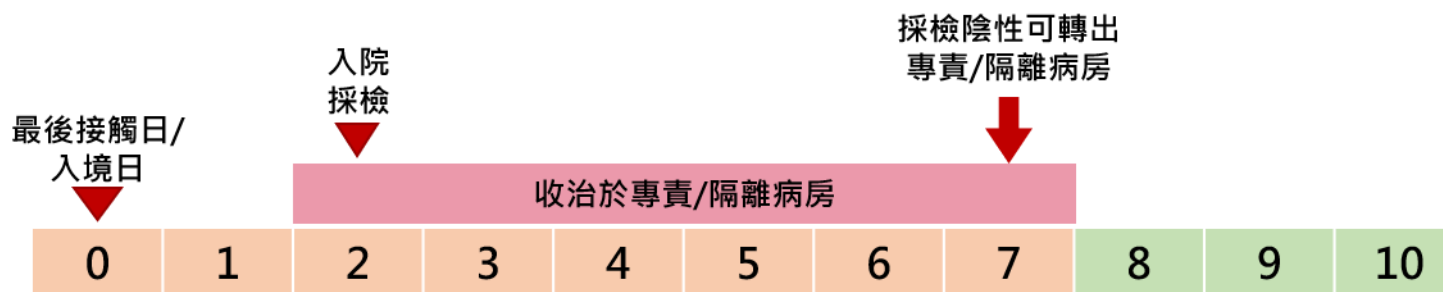 最後接觸日/
入境日
入院
採檢
採檢陰性可轉出
專責/隔離病房
收治於專責/隔離病房
0 1 2 3 4 5 6 7 8 9 10